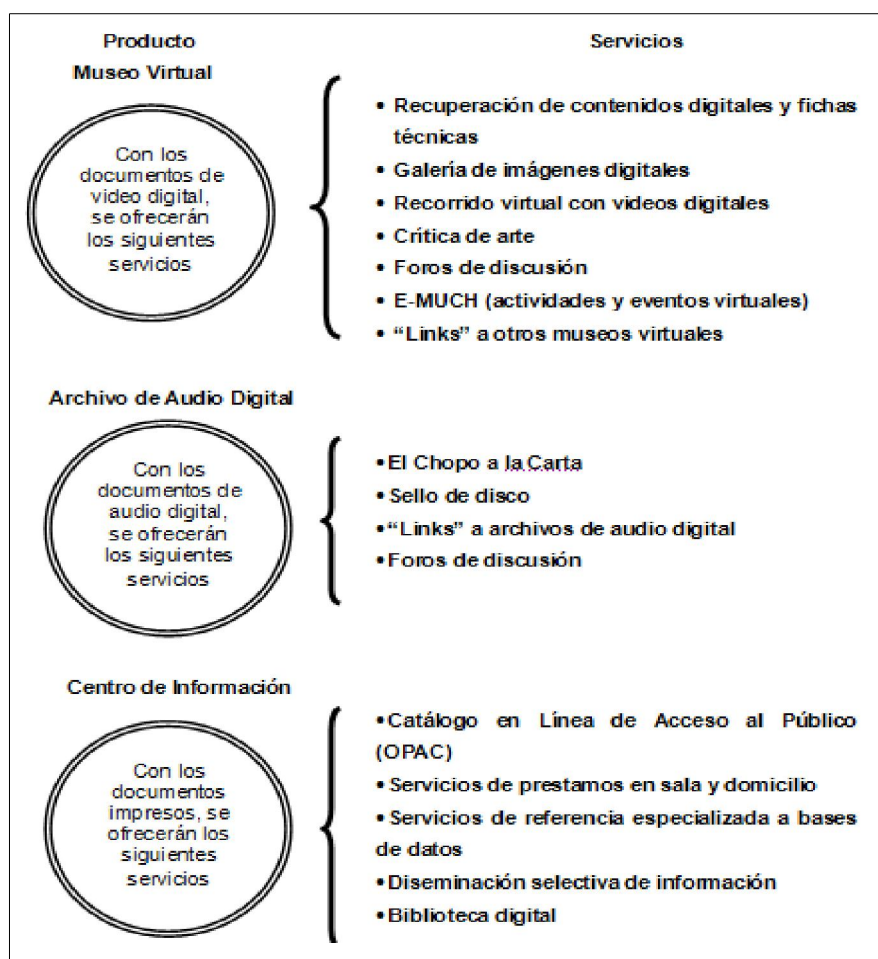 Producto
Servicios
Museo Virtual
Con los
documentos de
video digital,
se ofrecerán
los siguientes
servicios
• Recuperación de contenidos digitales y fichas
técnicas
• Galería de imágenes digitales
• Recorrido virtual con videos digitales
• Crítica de arte
• Foros de discusión
• E-MUCH (actividades y eventos virtuales)
• “Links” a otros museos virtuales
Archivo de Audio Digital
Con los
documentos de
audio digital,
se ofrecerán
los siguientes
servicios
• El Chopo a la Carta
• Sello de disco
• “Links” a archivos de audio digital
• Foros de discusión
Centro de Información
Con los
documentos
impresos, se
ofrecerán los
siguientes
servicios
• Catálogo en Línea de Acceso al Público
(OPAC)
• Servicios de prestamos en sala y domicilio
• Servicios de referencia especializada a bases
de datos
• Diseminación selectiva de información
• Biblioteca digital